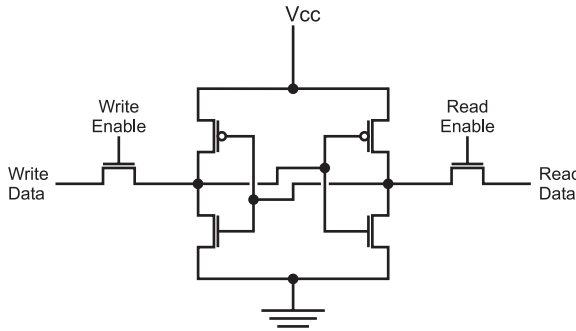 Vcc
Write
Enable
Read
Enable
Write
Data
Read
Data